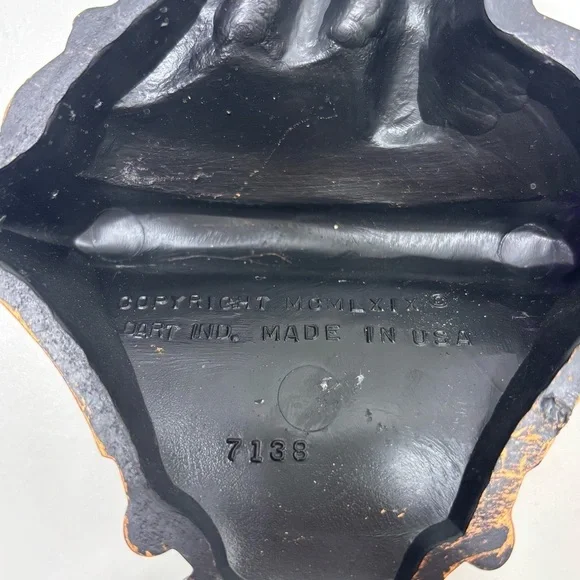 COPYRIGHT MCMLXIX ©
DART IND. MADE IN USA
7138